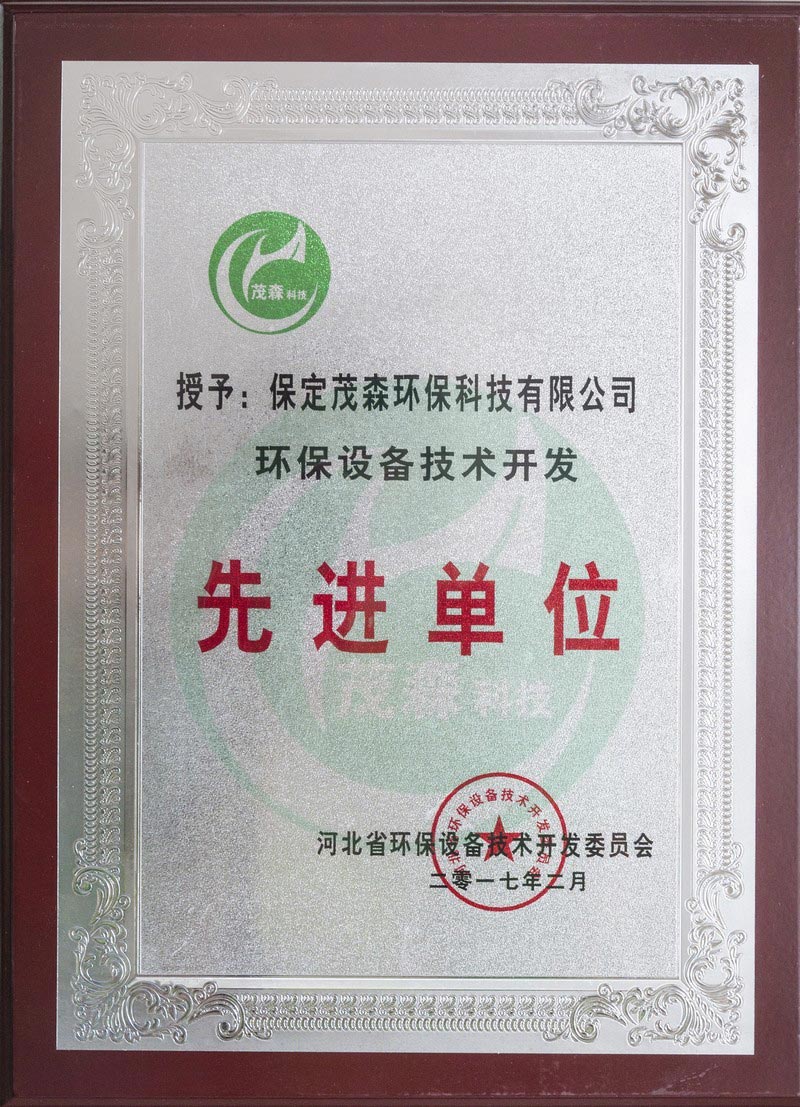 茂森科技
授予：保定茂森环保科技有限公司
环保设备技术开发
先进单位
茂森科技
河北省环保设备技术开发委员会
二零一七年二月